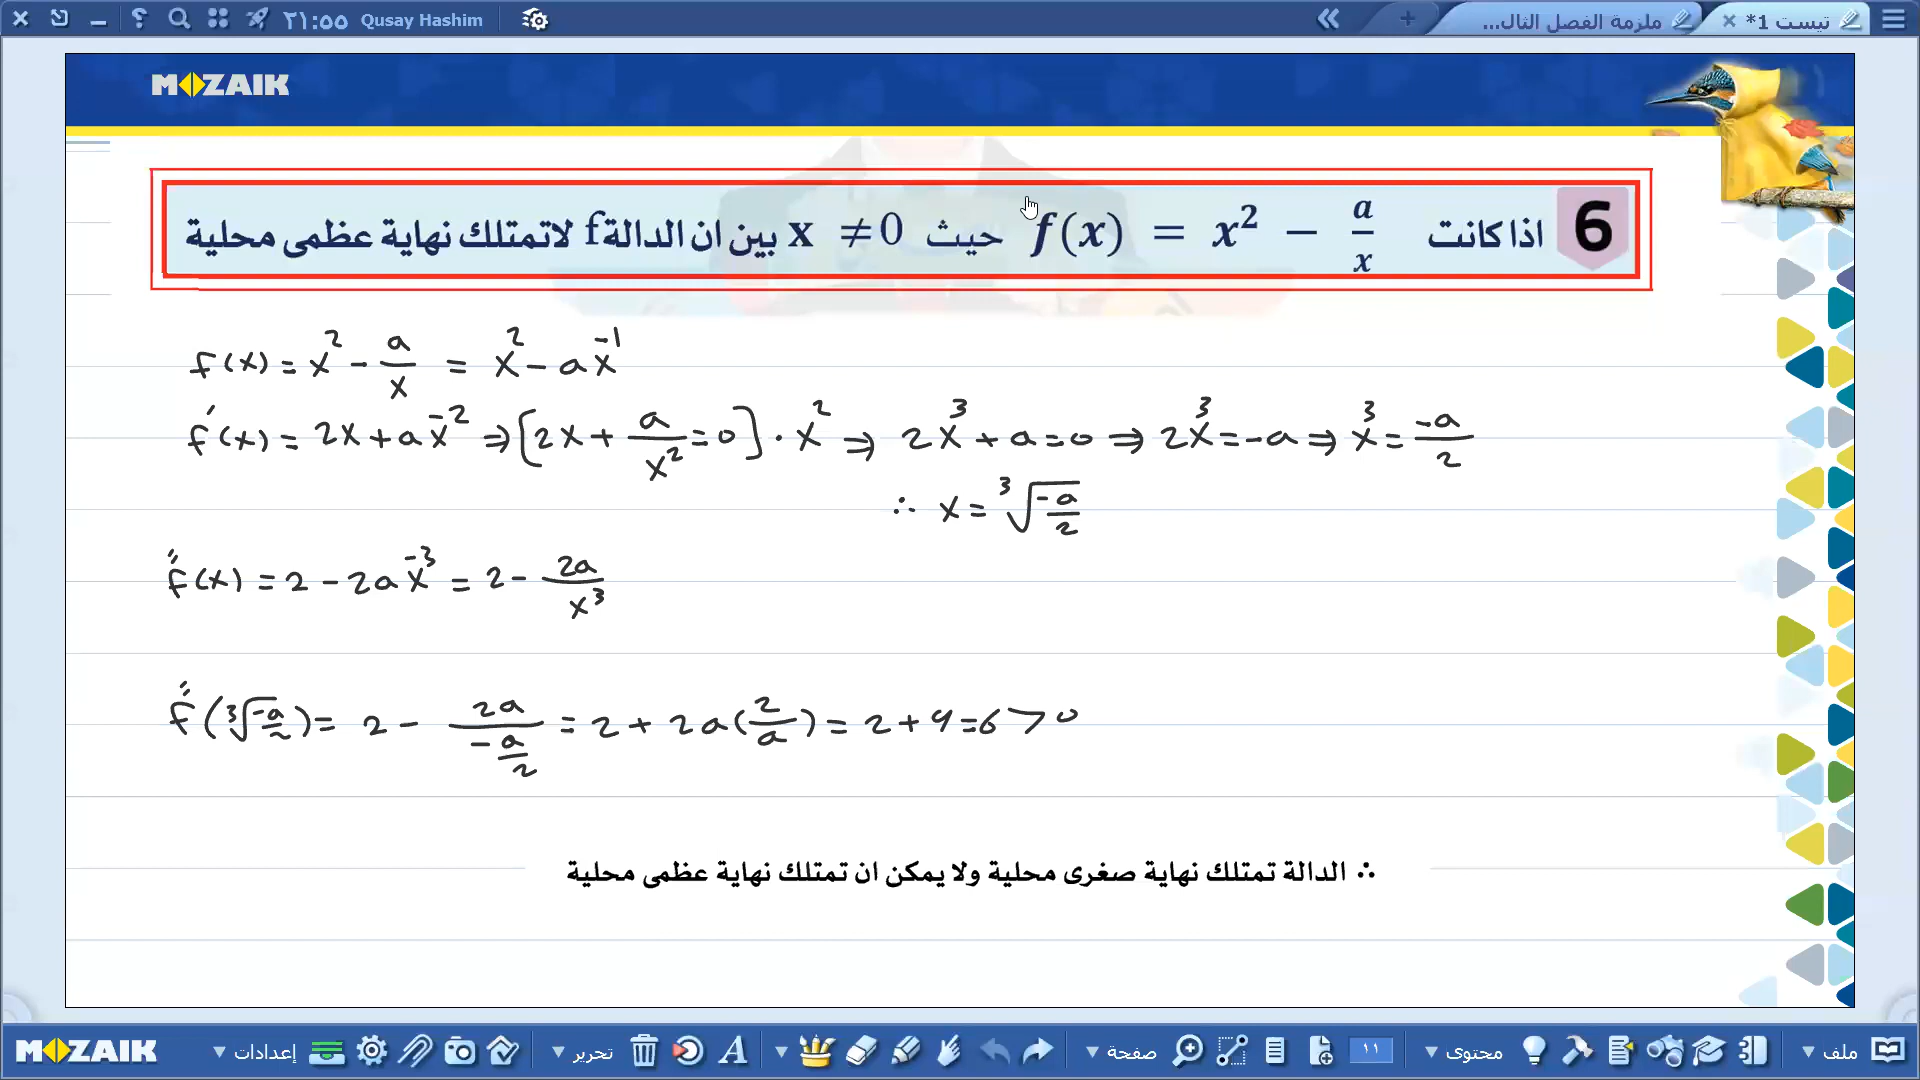 ٢١:٥٥ Qusay Hashim
ملزمة الفصل الثال...
تيست 1*
MOZAIK
6 اذا كانت f(x) = x² − a/x حيث x ≠ 0 بين ان الدالة f لاتمتلك نهاية عظمى محلية
f(x) = x² − a/x = x² − ax⁻¹
f′(x) = 2x + ax⁻² ⇒ [2x + a/x² = 0] · x² ⇒ 2x³ + a = 0 ⇒ 2x³ = −a ⇒ x³ = −a/2
∴ x = ∛(−a/2)
f″(x) = 2 − 2ax⁻³ = 2 − 2a/x³
f″(∛(−a/2)) = 2 − 2a/(−a/2) = 2 + 2a(2/a) = 2 + 4 = 6 > 0
∴ الدالة تمتلك نهاية صغرى محلية ولا يمكن ان تمتلك نهاية عظمى محلية
MOZAIK إعدادات تحرير صفحة ١١ محتوى ملف